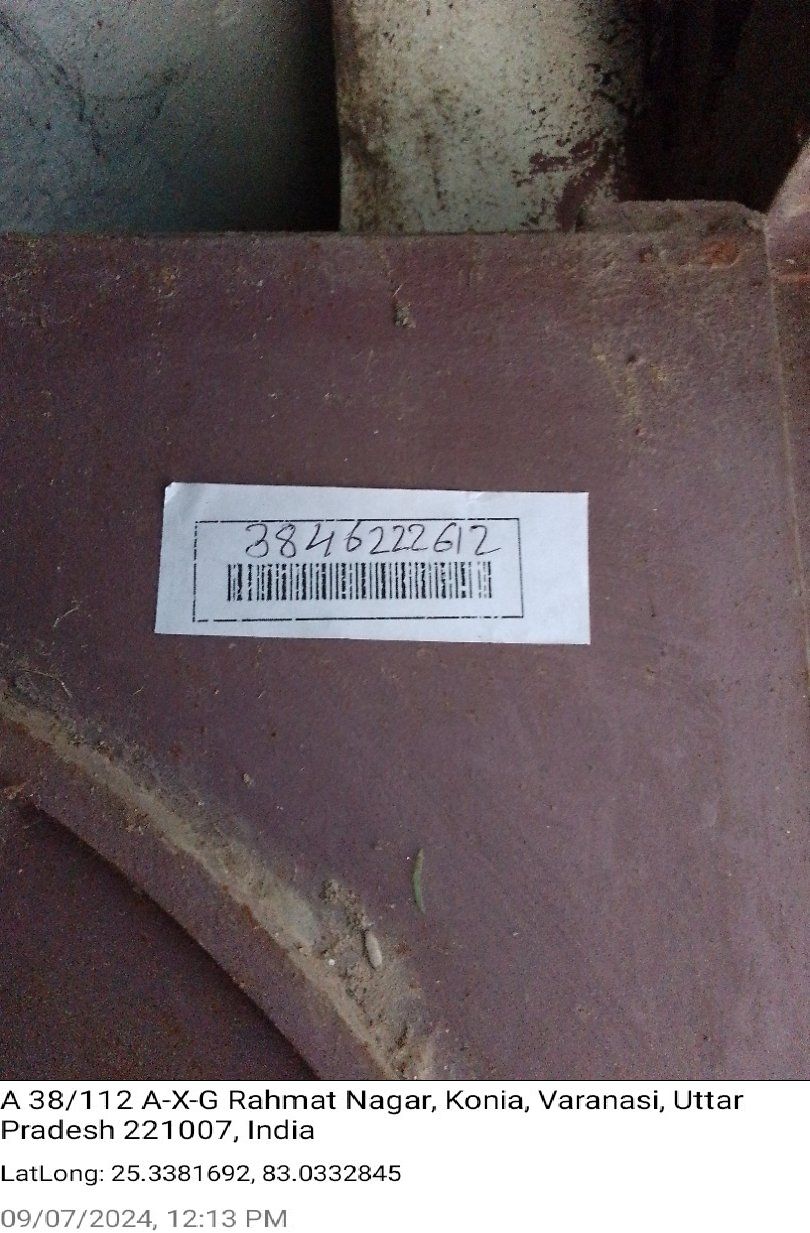 3846222612
A 38/112 A-X-G Rahmat Nagar, Konia, Varanasi, Uttar
Pradesh 221007, India
LatLong: 25.3381692, 83.0332845
09/07/2024, 12:13 PM